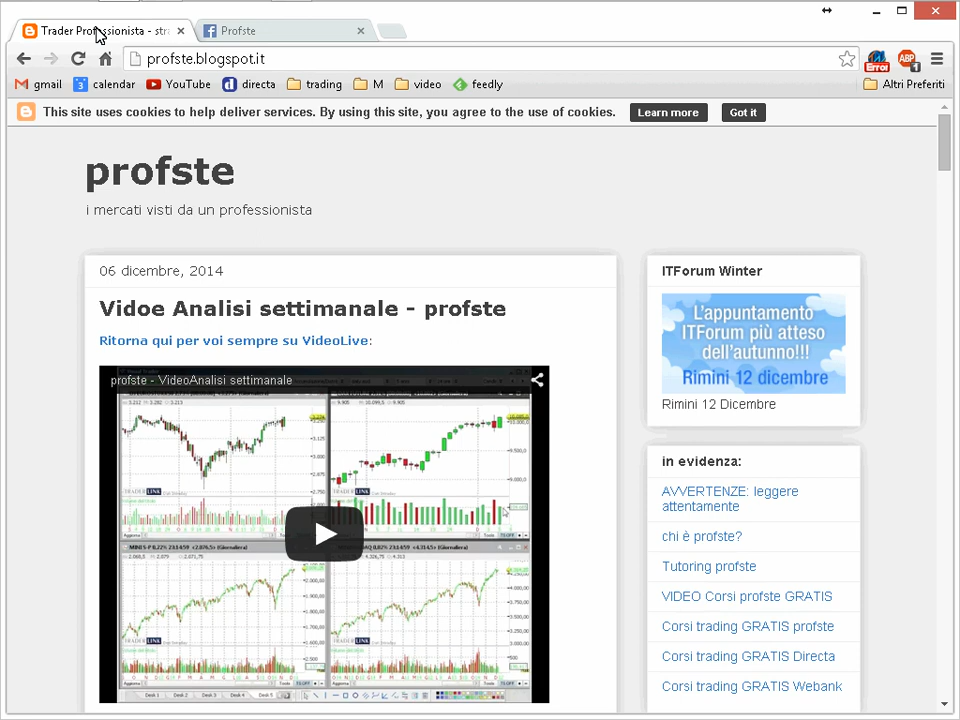 Trader Professionista - stra
Profste
profste.blogspot.it
Error
ABP
1
gmail
3
calendar
YouTube
d
directa
trading
M
video
feedly
Altri Preferiti
This site uses cookies to help deliver services. By using this site, you agree to the use of cookies.
Learn more
Got it
profste
i mercati visti da un professionista
06 dicembre, 2014
Vidoe Analisi settimanale - profste
Ritorna qui per voi sempre su VideoLive:
profste - VideoAnalisi settimanale
ITForum Winter
L'appuntamento
ITForum più atteso
dell'autunno!!!
Rimini 12 dicembre
Rimini 12 Dicembre
in evidenza:
AVVERTENZE: leggere
attentamente
chi è profste?
Tutoring profste
VIDEO Corsi profste GRATIS
Corsi trading GRATIS profste
Corsi trading GRATIS Directa
Corsi trading GRATIS Webank